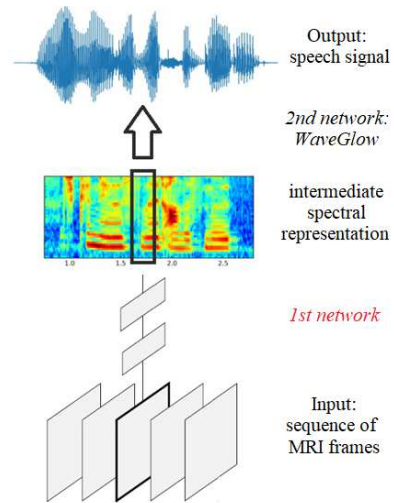 Output:
speech signal
2nd network:
WaveGlow
intermediate
spectral
representation
1.0 1.5 2.0 2.5
1st network
Input:
sequence of
MRI frames